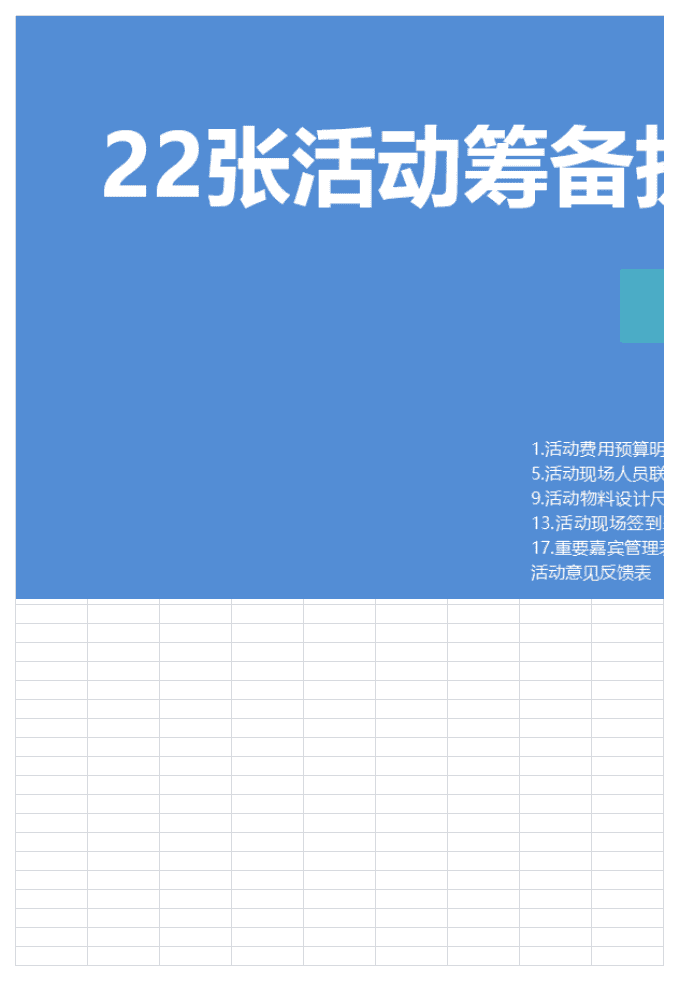 22张活动筹备
1.活动费用预算明
5.活动现场人员联
9.活动物料设计尺
13.活动现场签到
17.重要嘉宾管理
活动意见反馈表